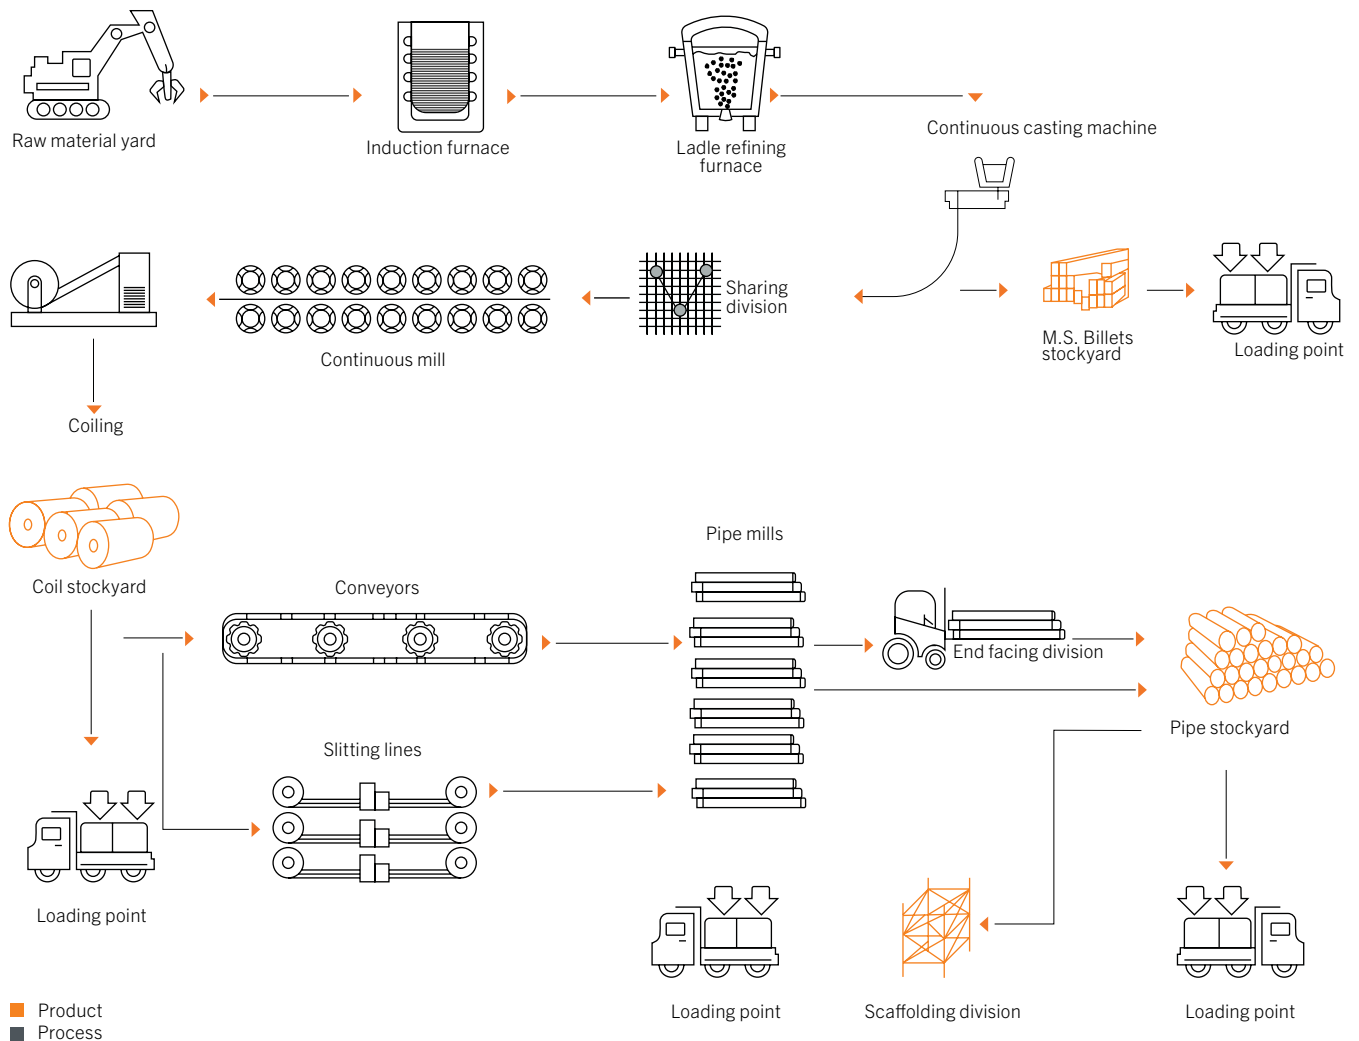 Raw material yard
Induction furnace
Ladle refining
furnace
Continuous casting machine
Sharing
division
Continuous mill
M.S. Billets
stockyard
Loading point
Coiling
Coil stockyard
Conveyors
Pipe mills
End facing division
Pipe stockyard
Slitting lines
Loading point
Loading point
Scaffolding division
Loading point
Product
Process